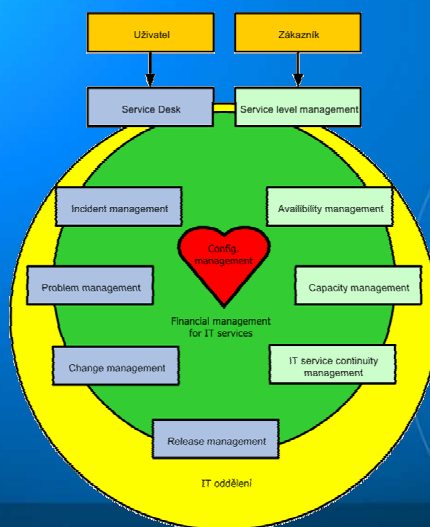 Uživatel
Zákazník
Service Desk
Service level management
Incident management
Availibility management
Config.
management
Problem management
Capacity management
Financial management
for IT services
Change management
IT service continuity
management
Release management
IT oddělení